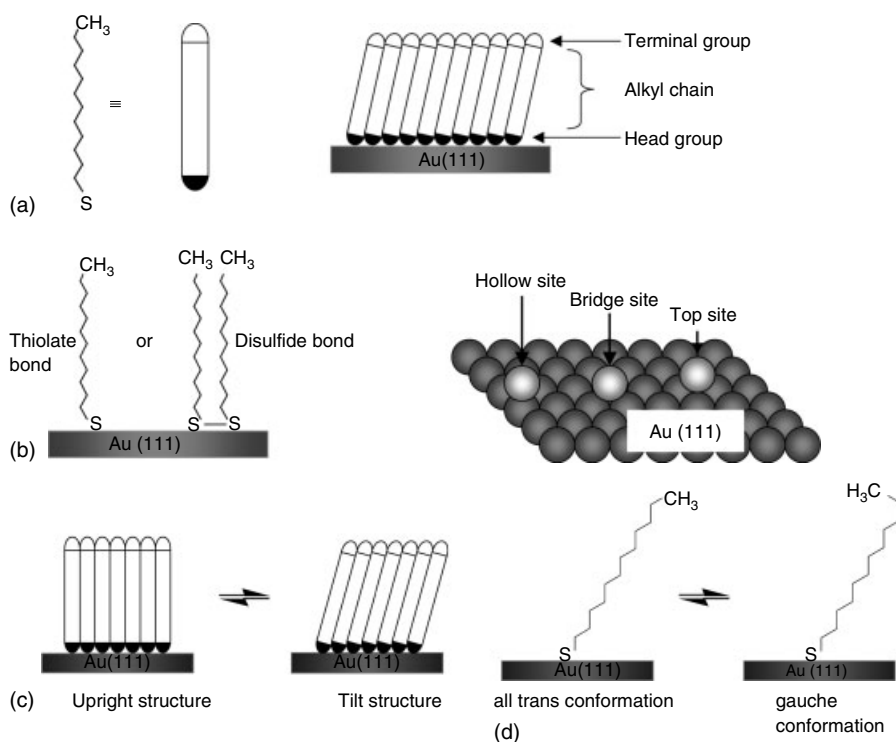 CH₃
≡
S
Terminal group
Alkyl chain
Head group
Au(111)
(a)
CH₃
CH₃ CH₃
Thiolate
bond
or
Disulfide bond
S
S S
Au (111)
(b)
Hollow site
Bridge site
Top site
Au (111)
Au(111)
Au(111)
(c) Upright structure
Tilt structure
CH₃
S
Au(111)
all trans conformation
H₃C
S
Au (111)
gauche
conformation
(d)